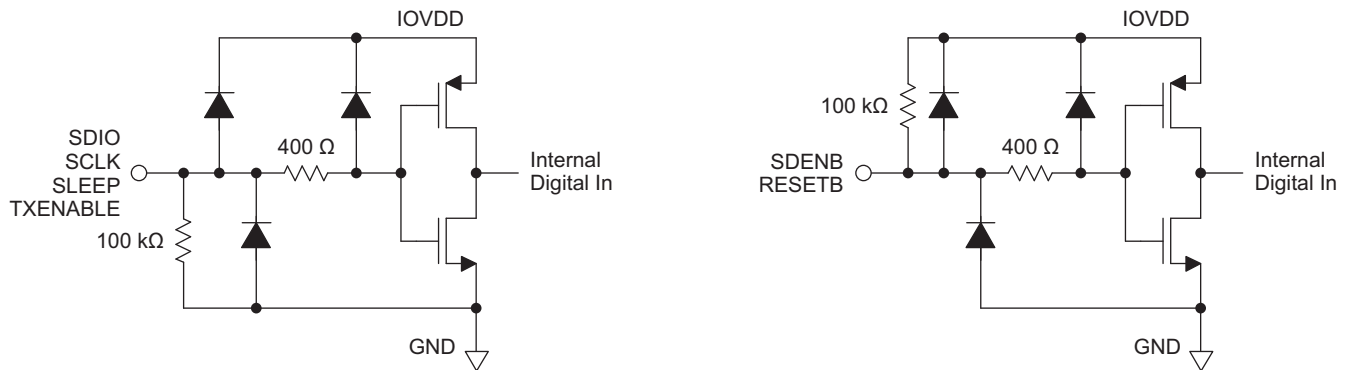 IOVDD
SDIO
SCLK
SLEEP
TXENABLE
400 Ω
100 kΩ
Internal
Digital In
GND
IOVDD
100 kΩ
400 Ω
SDENB
RESETB
Internal
Digital In
GND